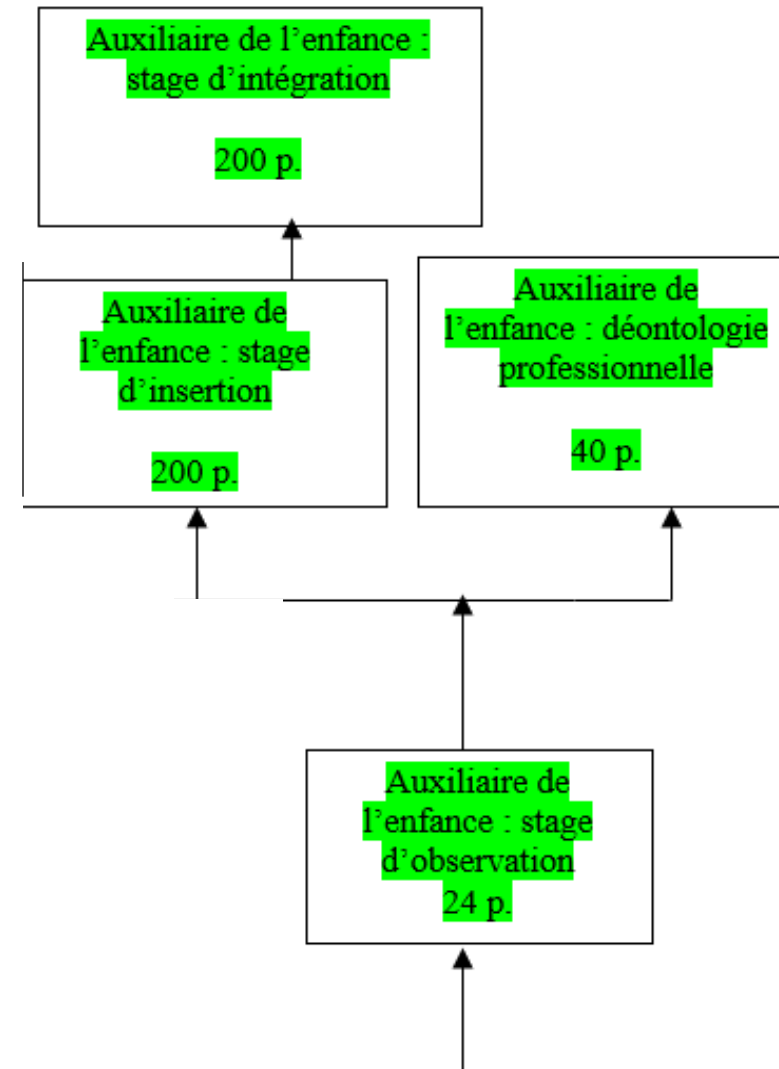 Auxiliaire de l’enfance :
stage d’intégration
200 p.
Auxiliaire de
l’enfance : stage
d’insertion
200 p.
Auxiliaire de
l’enfance : déontologie
professionnelle
40 p.
Auxiliaire de
l’enfance : stage
d’observation
24 p.